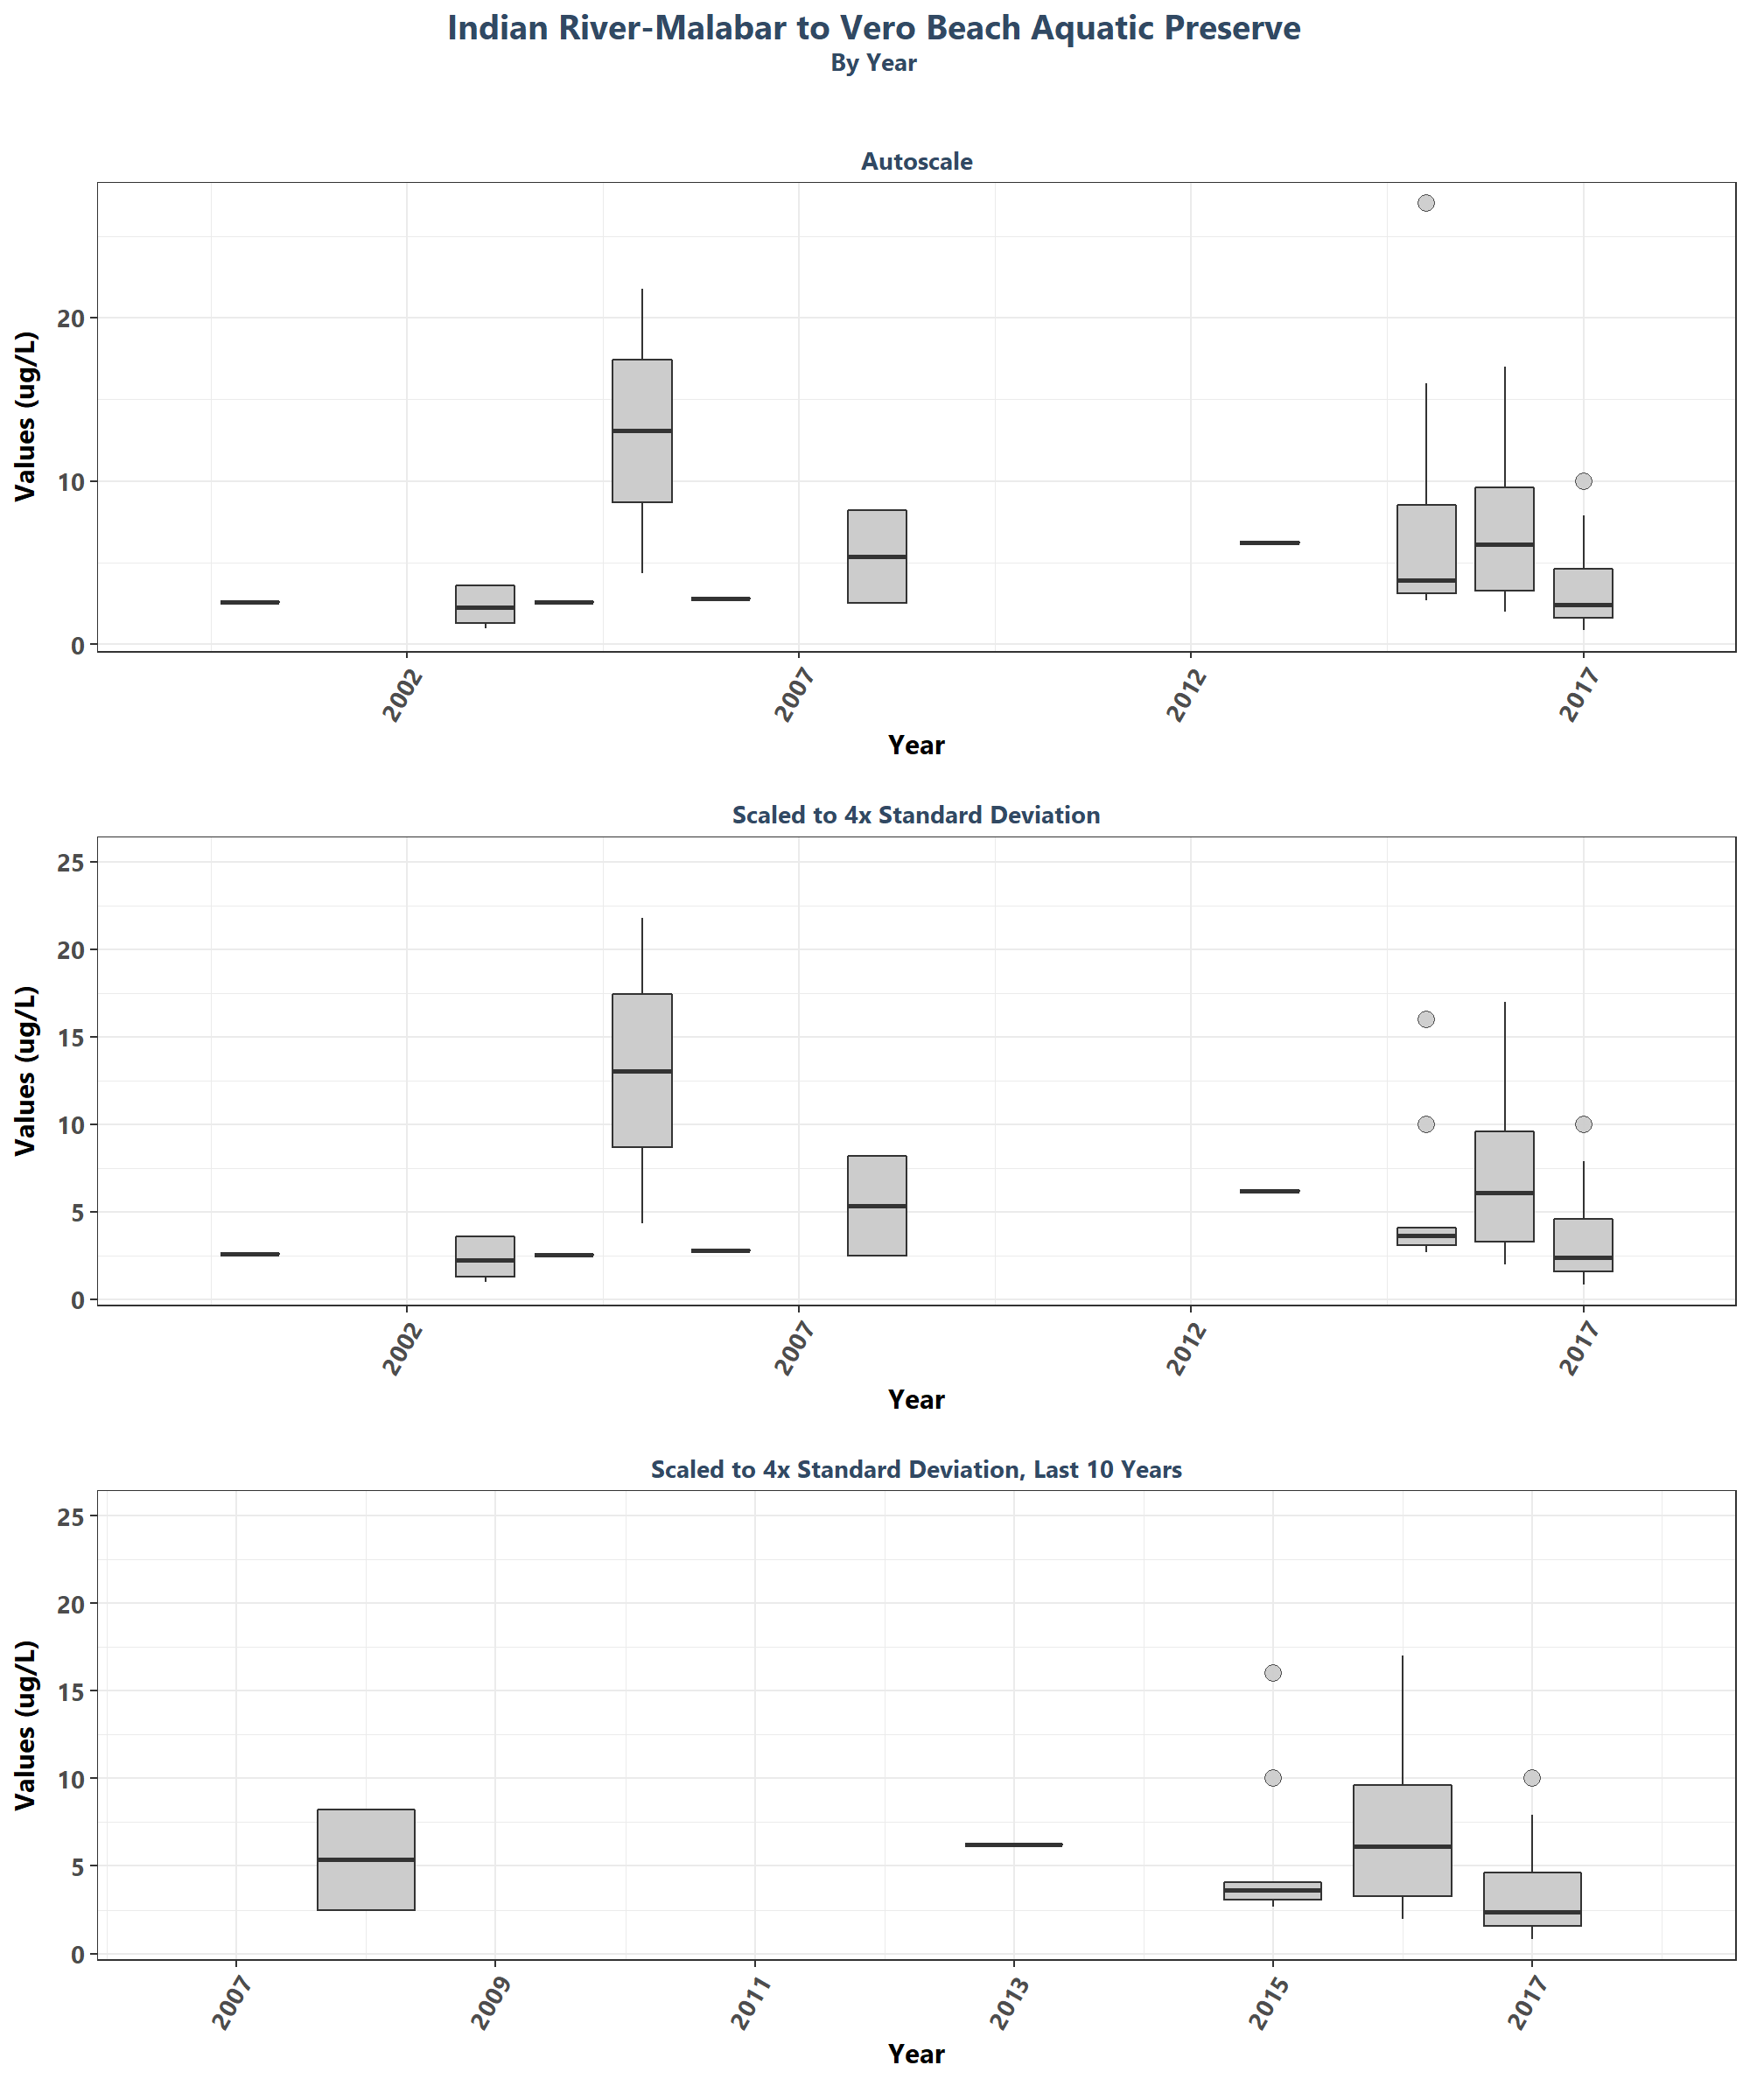 Indian River-Malabar to Vero Beach Aquatic Preserve
By Year
Autoscale
Values (ug/L)
20
10
0
2002 2007 2012 2017
Year
Scaled to 4x Standard Deviation
Values (ug/L)
25
20
15
10
5
0
2002 2007 2012 2017
Year
Scaled to 4x Standard Deviation, Last 10 Years
Values (ug/L)
25
20
15
10
5
0
2007 2009 2011 2013 2015 2017
Year